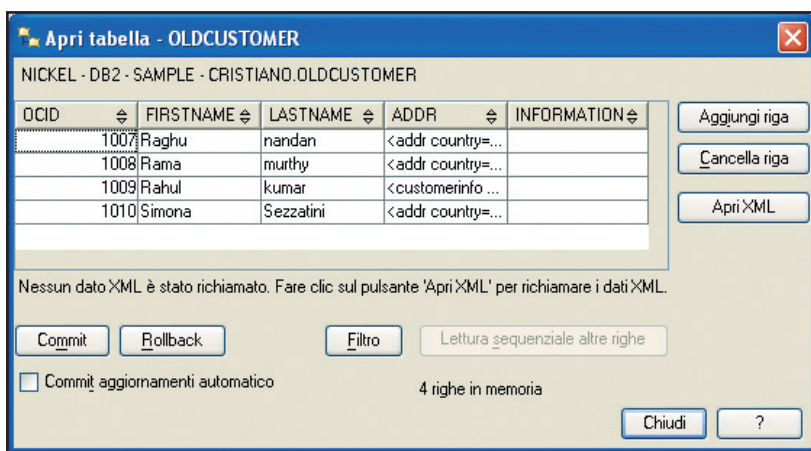 Apri tabella - OLDCUSTOMER
NICKEL - DB2 - SAMPLE - CRISTIANO.OLDCUSTOMER
OCID FIRSTNAME LASTNAME ADDR INFORMATION
1007 Raghu nandan <addr country=...
1008 Rama murthy <addr country=...
1009 Rahul kumar <customerinfo ...
1010 Simona Sezzatini <addr country=...
Aggiungi riga
Cancella riga
Apri XML
Nessun dato XML è stato richiamato. Fare clic sul pulsante 'Apri XML' per richiamare i dati XML.
Commit Rollback Filtro Lettura sequenziale altre righe
Commit aggiornamenti automatico
4 righe in memoria
Chiudi ?